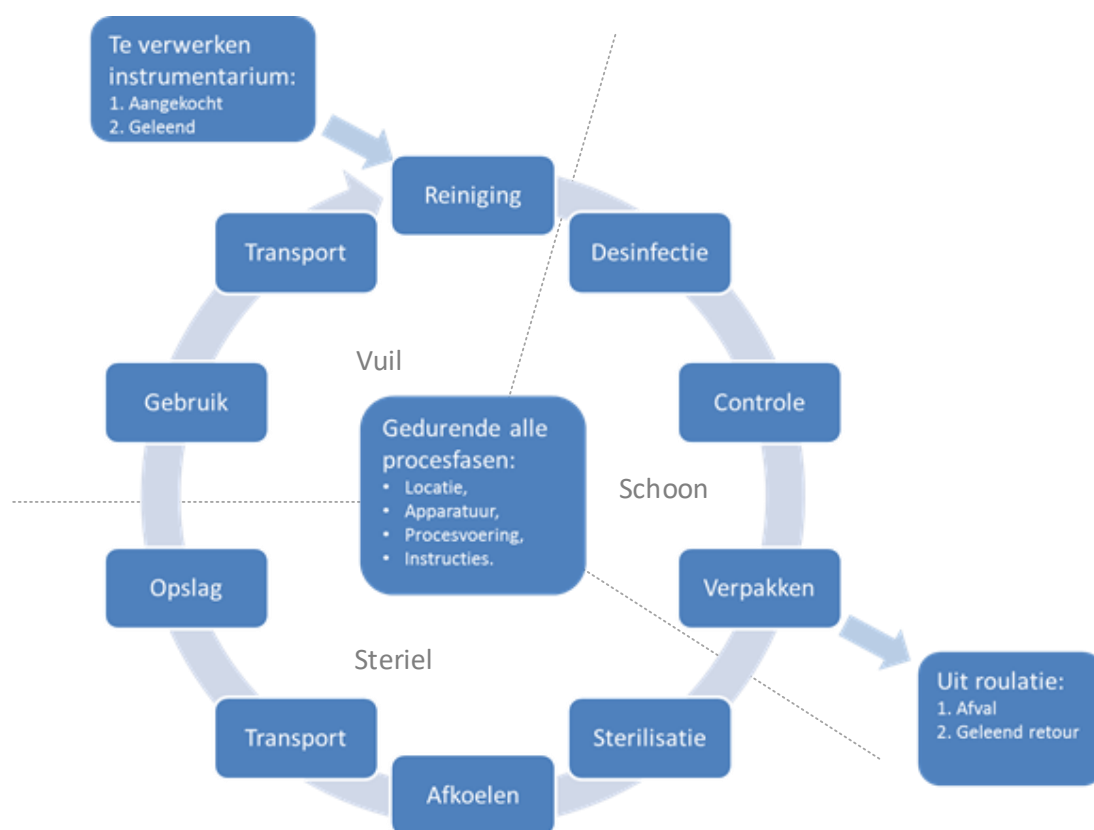 Te verwerken
instrumentarium:
1. Aangekocht
2. Geleend
Reiniging
Transport
Desinfectie
Vuil
Gebruik
Controle
Gedurende alle
procesfasen:
• Locatie,
• Apparatuur,
• Procesvoering,
• Instructies.
Schoon
Opslag
Verpakken
Steriel
Uit roulatie:
1. Afval
2. Geleend retour
Transport
Sterilisatie
Afkoelen